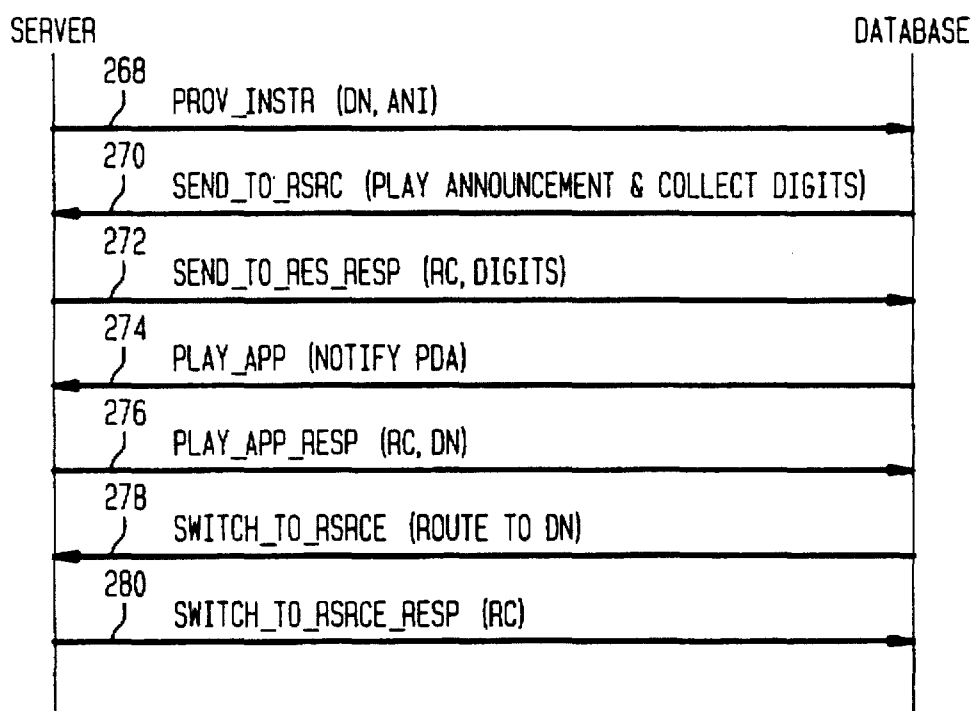 SERVER DATABASE
268
PROV_INSTR (DN, ANI)
270
SEND_TO_RSRC (PLAY ANNOUNCEMENT & COLLECT DIGITS)
272
SEND_TO_RES_RESP (RC, DIGITS)
274
PLAY_APP (NOTIFY PDA)
276
PLAY_APP_RESP (RC, DN)
278
SWITCH_TO_RSRCE (ROUTE TO DN)
280
SWITCH_TO_RSRCE_RESP (RC)